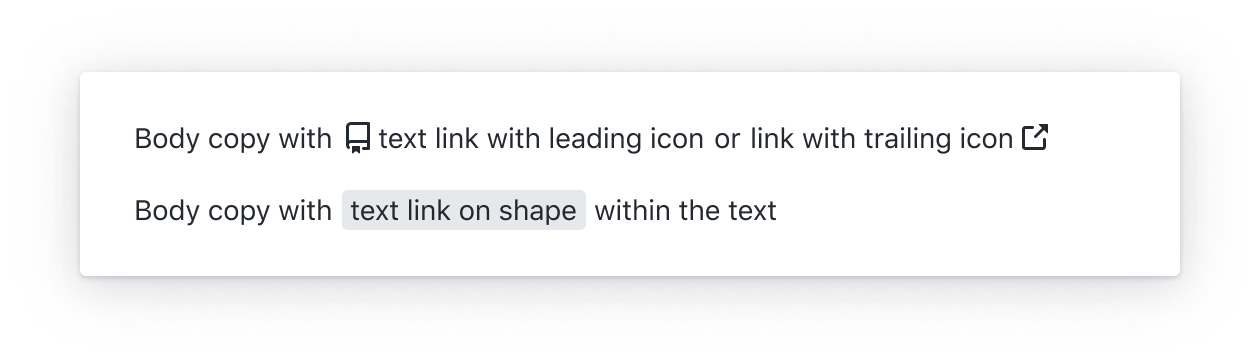 Body copy with text link with leading icon or link with trailing icon
Body copy with text link on shape within the text